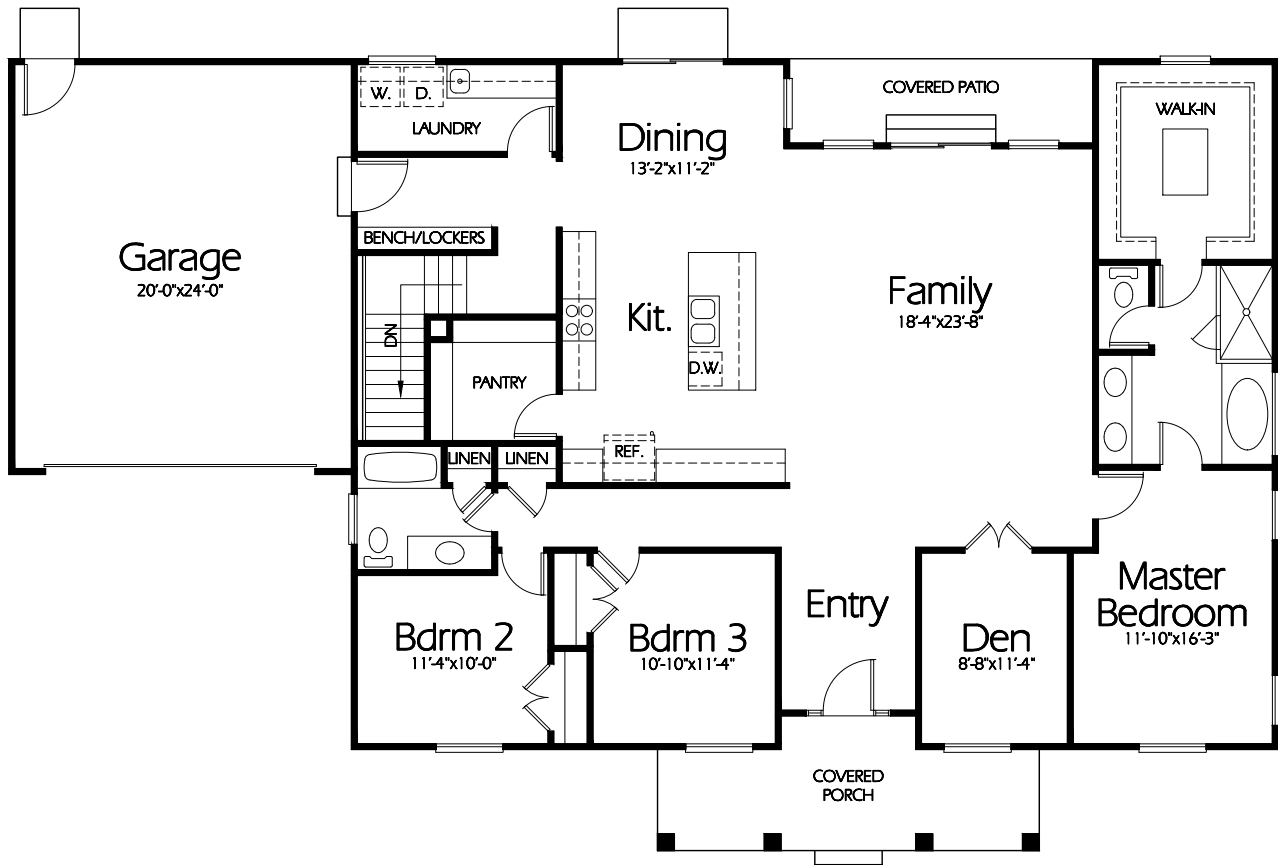 W.
D.
LAUNDRY
Dining
13'-2"x11'-2"
COVERED PATIO
WALK-IN
BENCH/LOCKERS
Garage
20'-0"x24'-0"
Kit.
Family
18'-4"x23'-8"
DN
PANTRY
D.W.
LINEN
LINEN
REF.
Bdrm 2
11'-4"x10'-0"
Bdrm 3
10'-10"x11'-4"
Entry
Den
8'-8"x11'-4"
Master
Bedroom
11'-10"x16'-3"
COVERED
PORCH